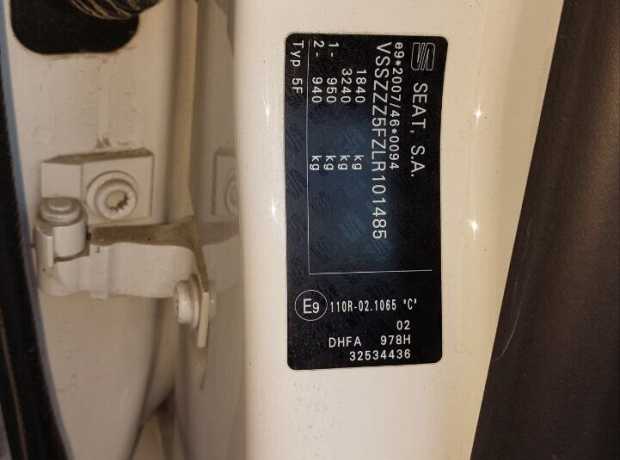 SEAT, S.A.
e9*2007/46*0094
VSSZZZ5FZLR101485
1840 kg
3240 kg
1- 950 kg
2- 940 kg
Typ 5F
E9 110R-02.1065 "C"
02
DHFA 978H
32534436